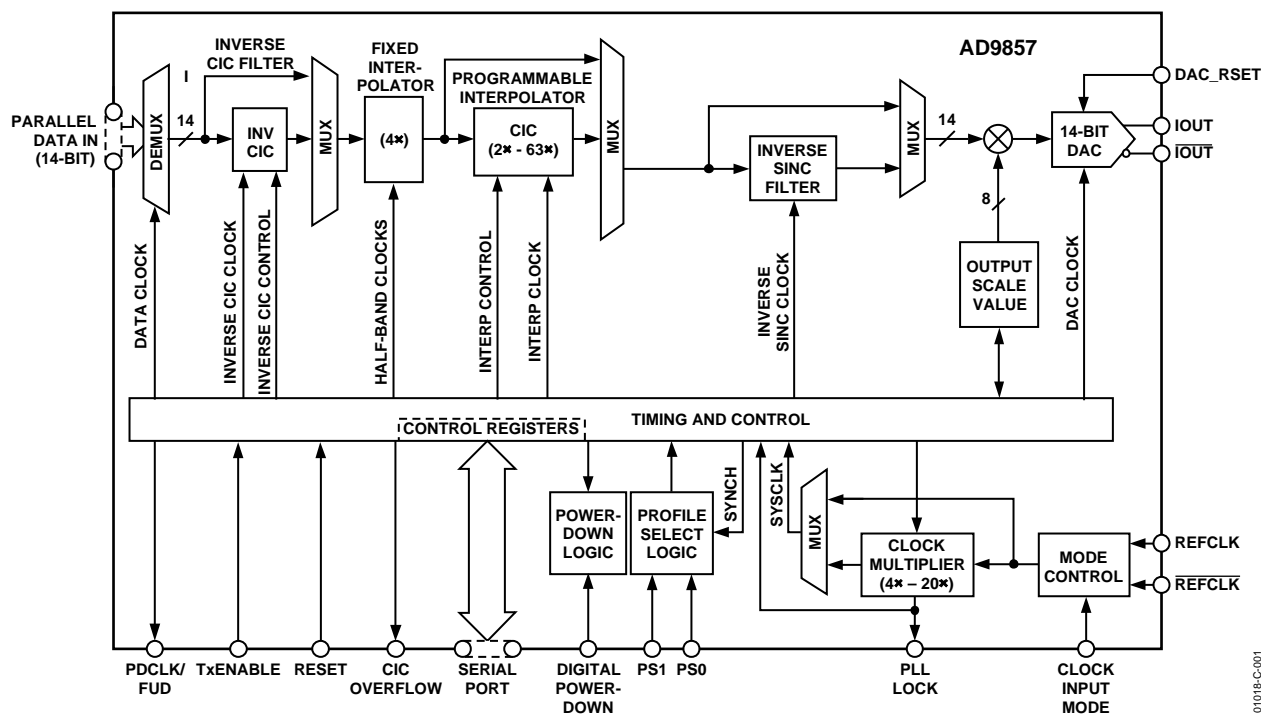 AD9857
INVERSE
CIC FILTER
I
FIXED
INTER-
POLATOR
PROGRAMMABLE
INTERPOLATOR
PARALLEL
DATA IN
(14-BIT)
DEMUX
14
INV
CIC
MUX
(4×)
CIC
(2× - 63×)
MUX
INVERSE
SINC
FILTER
MUX
14
8
14-BIT
DAC
DAC_RSET
IOUT
IOUT
OUTPUT
SCALE
VALUE
DATA CLOCK
INVERSE CIC CLOCK
INVERSE CIC CONTROL
HALF-BAND CLOCKS
INTERP CONTROL
INTERP CLOCK
INVERSE
SINC CLOCK
DAC CLOCK
TIMING AND CONTROL
CONTROL REGISTERS
POWER-
DOWN
LOGIC
PROFILE
SELECT
LOGIC
SYNCH
SYSCLK
MUX
CLOCK
MULTIPLIER
(4× – 20×)
MODE
CONTROL
REFCLK
REFCLK
PDCLK/
FUD
TxENABLE
RESET
CIC
OVERFLOW
SERIAL
PORT
DIGITAL
POWER-
DOWN
PS1
PS0
PLL
LOCK
CLOCK
INPUT
MODE
01018-C-001